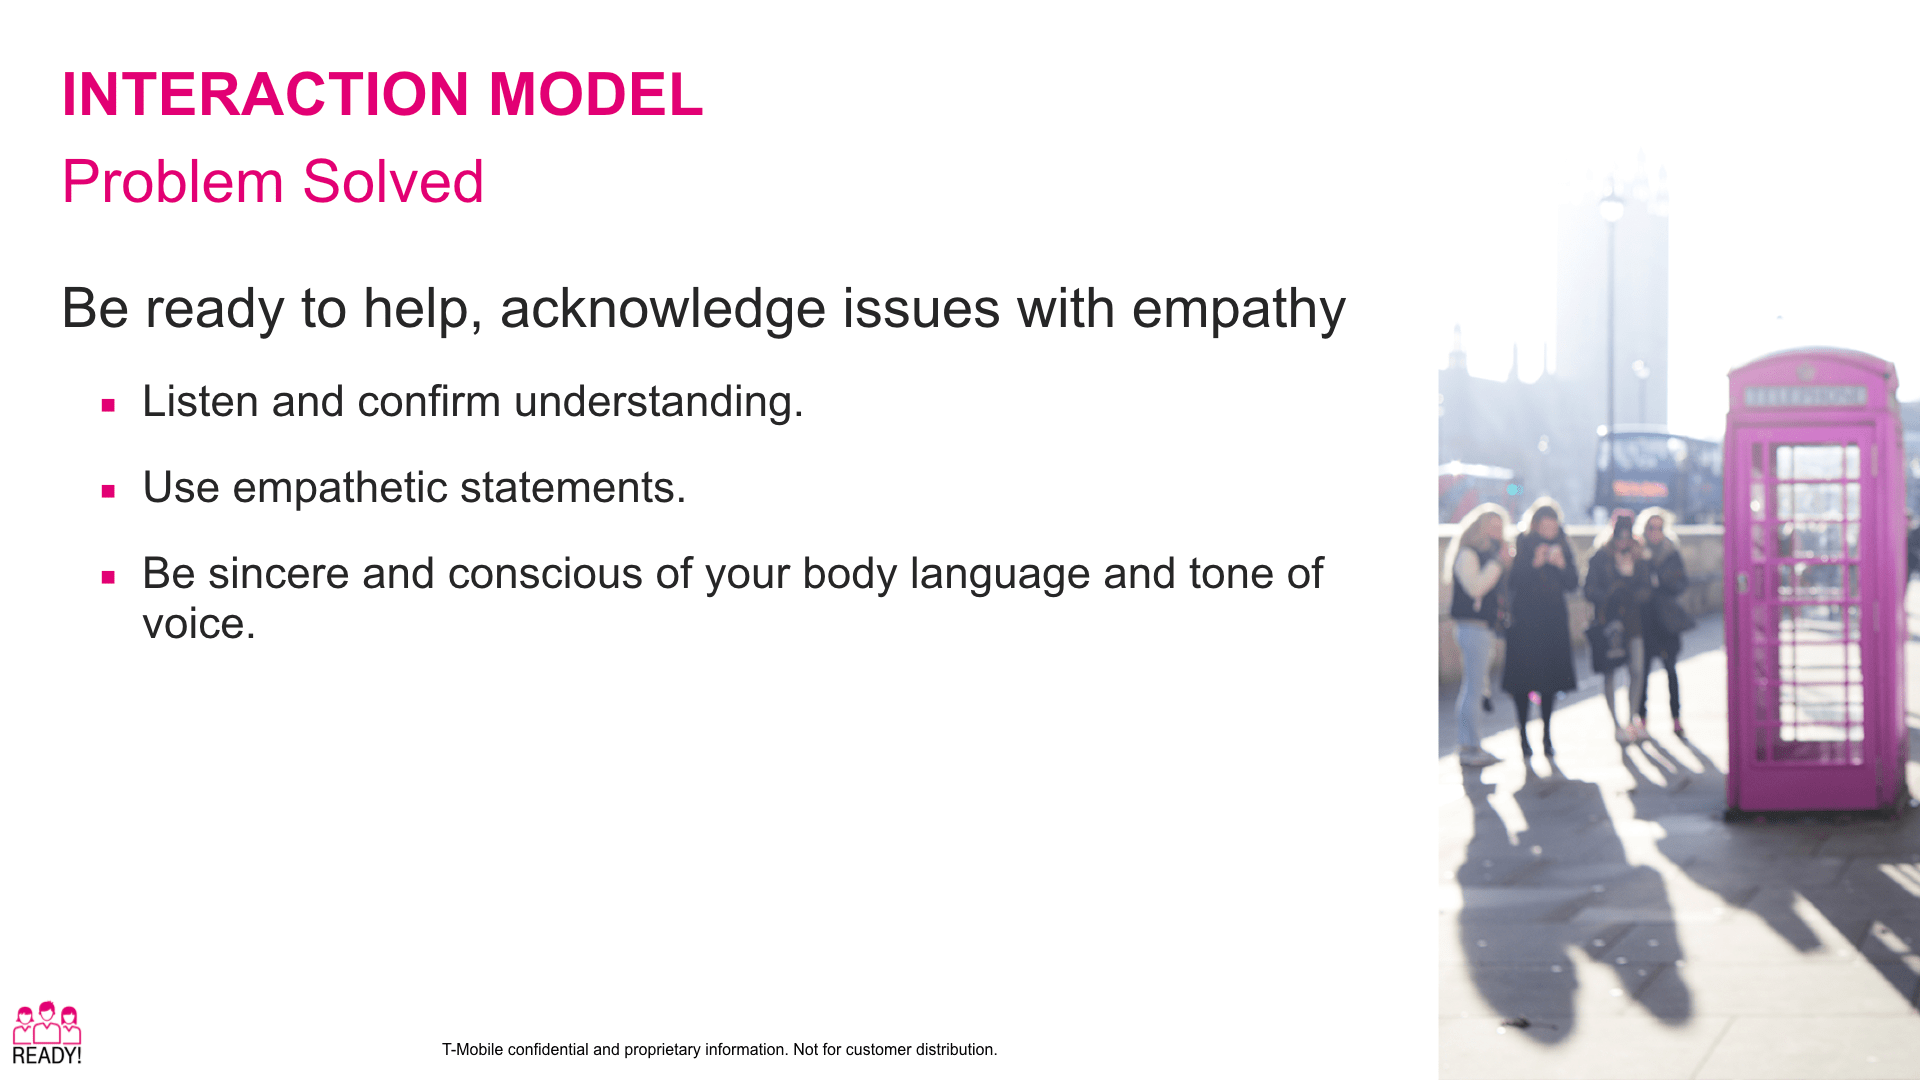 INTERACTION MODEL
Problem Solved
Be ready to help, acknowledge issues with empathy
▪ Listen and confirm understanding.
▪ Use empathetic statements.
▪ Be sincere and conscious of your body language and tone of
voice.
TELEPHONE
READY!
T-Mobile confidential and proprietary information. Not for customer distribution.